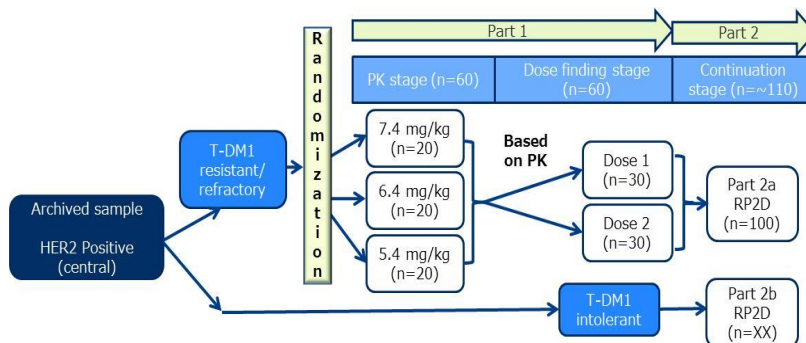 Part 1
Part 2
PK stage (n=60)
Dose finding stage
(n=60)
Continuation
stage (n=~110)
Randomization
T-DM1
resistant/
refractory
7.4 mg/kg
(n=20)
6.4 mg/kg
(n=20)
5.4 mg/kg
(n=20)
Based
on PK
Dose 1
(n=30)
Dose 2
(n=30)
Part 2a
RP2D
(n=100)
Archived sample
HER2 Positive
(central)
T-DM1
intolerant
Part 2b
RP2D
(n=XX)